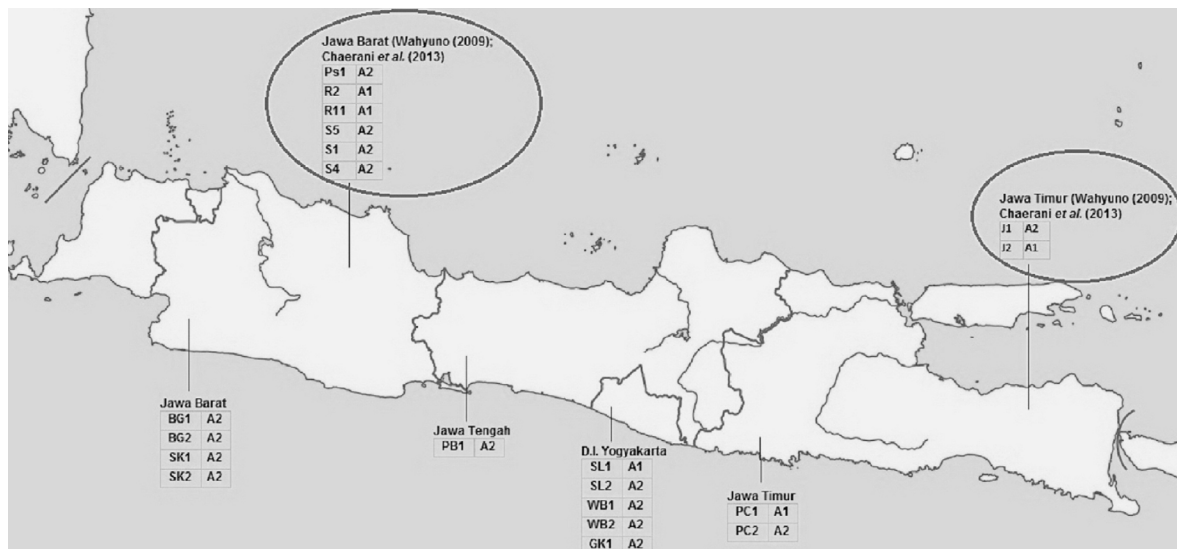 Jawa Barat (Wahyuno (2009);
Chaerani et al. (2013)
Ps1 A2
R2 A1
R11 A1
S5 A2
S1 A2
S4 A2
Jawa Timur (Wahyuno (2009);
Chaerani et al. (2013)
J1 A2
J2 A1
Jawa Barat
BG1 A2
BG2 A2
SK1 A2
SK2 A2
Jawa Tengah
PB1 A2
D.I. Yogyakarta
SL1 A1
SL2 A2
WB1 A2
WB2 A2
GK1 A2
Jawa Timur
PC1 A1
PC2 A2